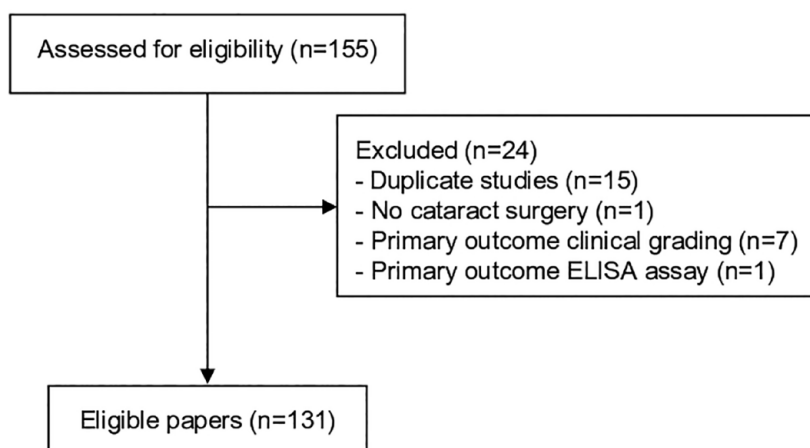 Assessed for eligibility (n=155)
Excluded (n=24)
- Duplicate studies (n=15)
- No cataract surgery (n=1)
- Primary outcome clinical grading (n=7)
- Primary outcome ELISA assay (n=1)
Eligible papers (n=131)